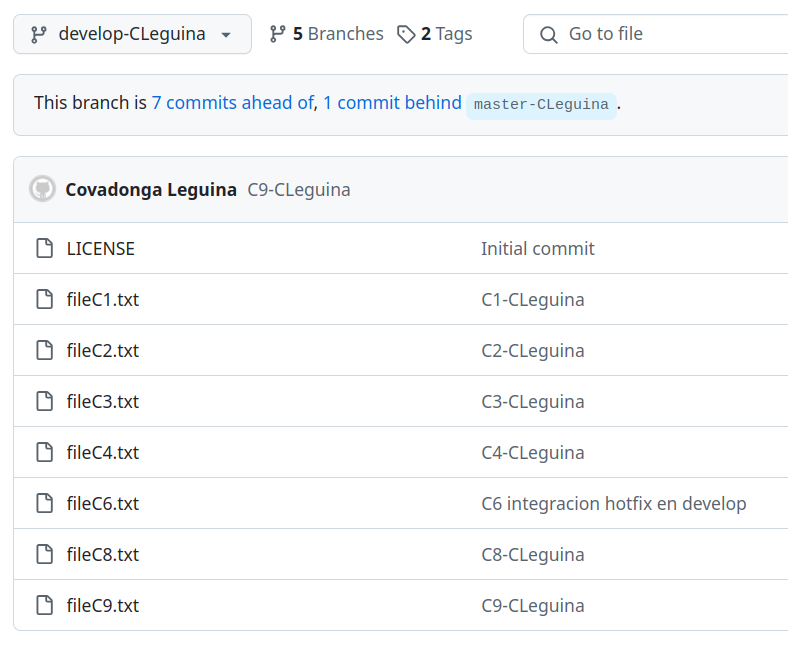 develop-CLeguina 5 Branches 2 Tags Go to file
This branch is 7 commits ahead of, 1 commit behind master-CLeguina .
Covadonga Leguina C9-CLeguina
LICENSE Initial commit
fileC1.txt C1-CLeguina
fileC2.txt C2-CLeguina
fileC3.txt C3-CLeguina
fileC4.txt C4-CLeguina
fileC6.txt C6 integracion hotfix en develop
fileC8.txt C8-CLeguina
fileC9.txt C9-CLeguina